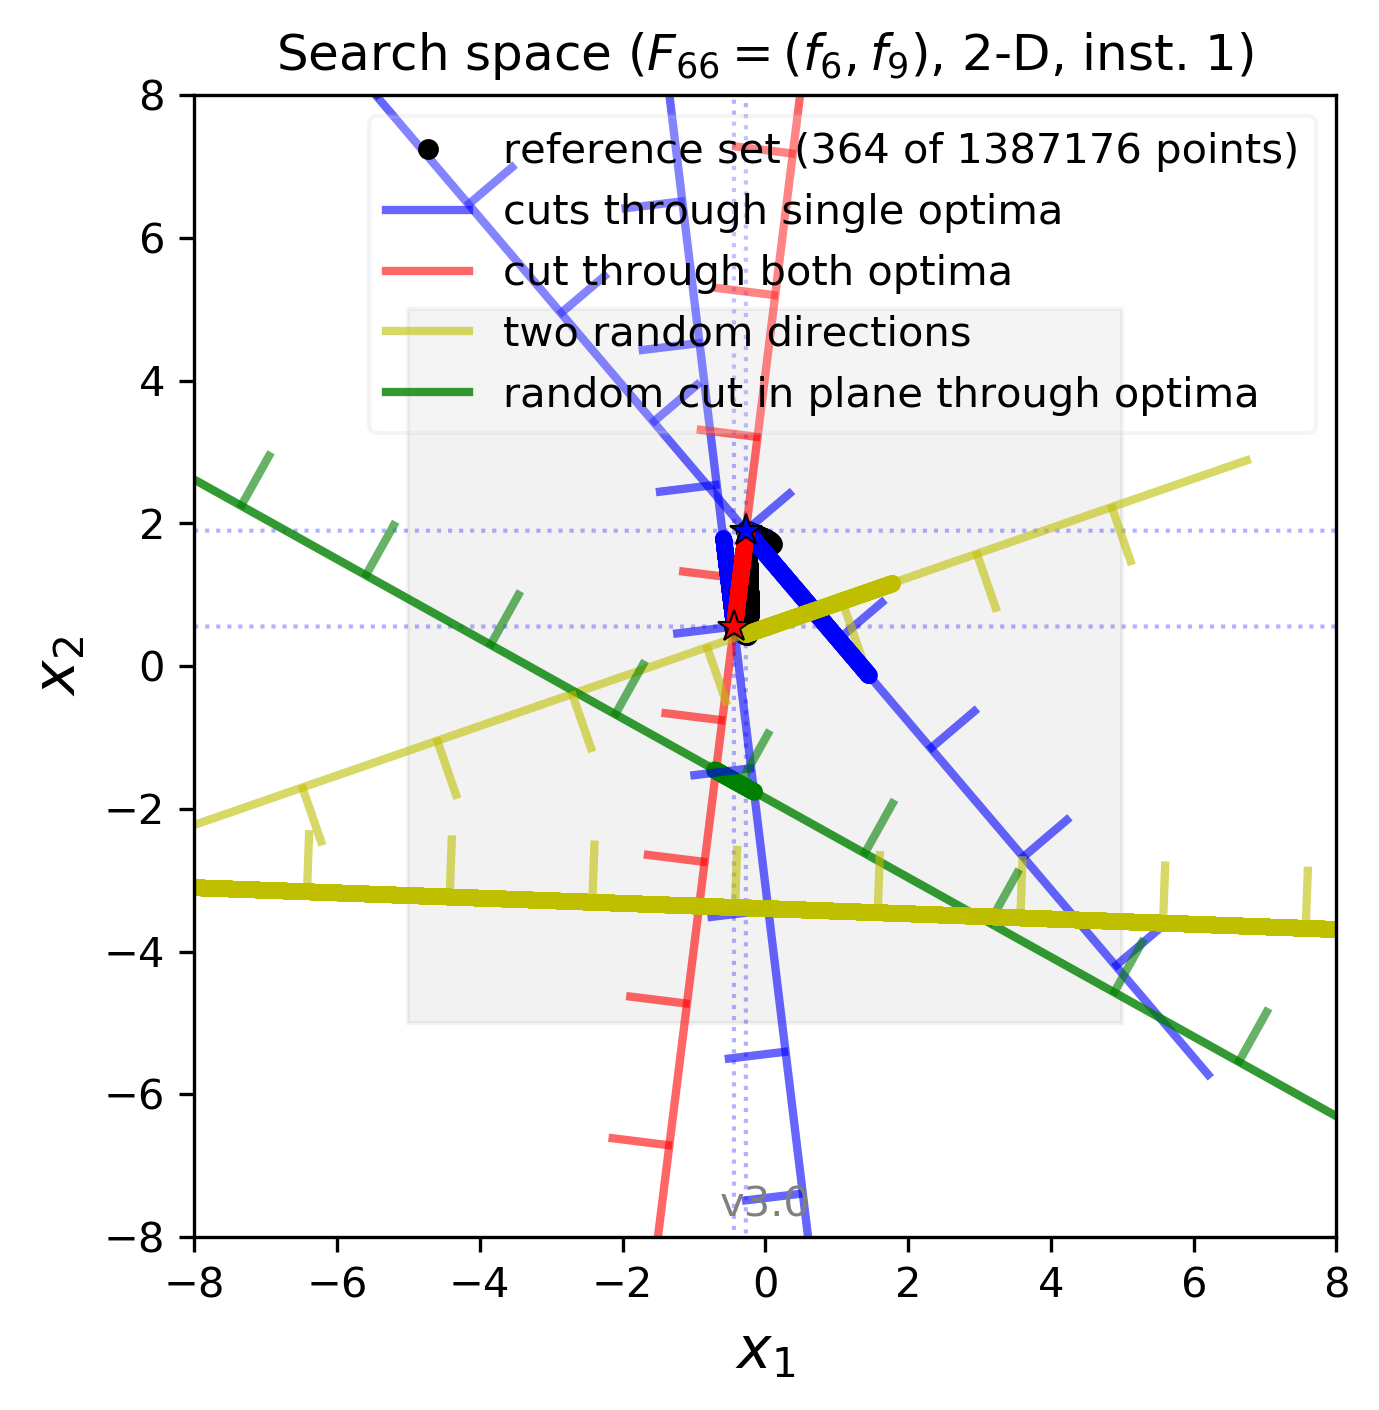 Search space (F₆₆ = (f₆, f₉), 2-D, inst. 1)
reference set (364 of 1387176 points)
cuts through single optima
cut through both optima
two random directions
random cut in plane through optima
8
6
4
2
0
−2
−4
−6
−8
x₂
v3.0
−8 −6 −4 −2 0 2 4 6 8
x₁